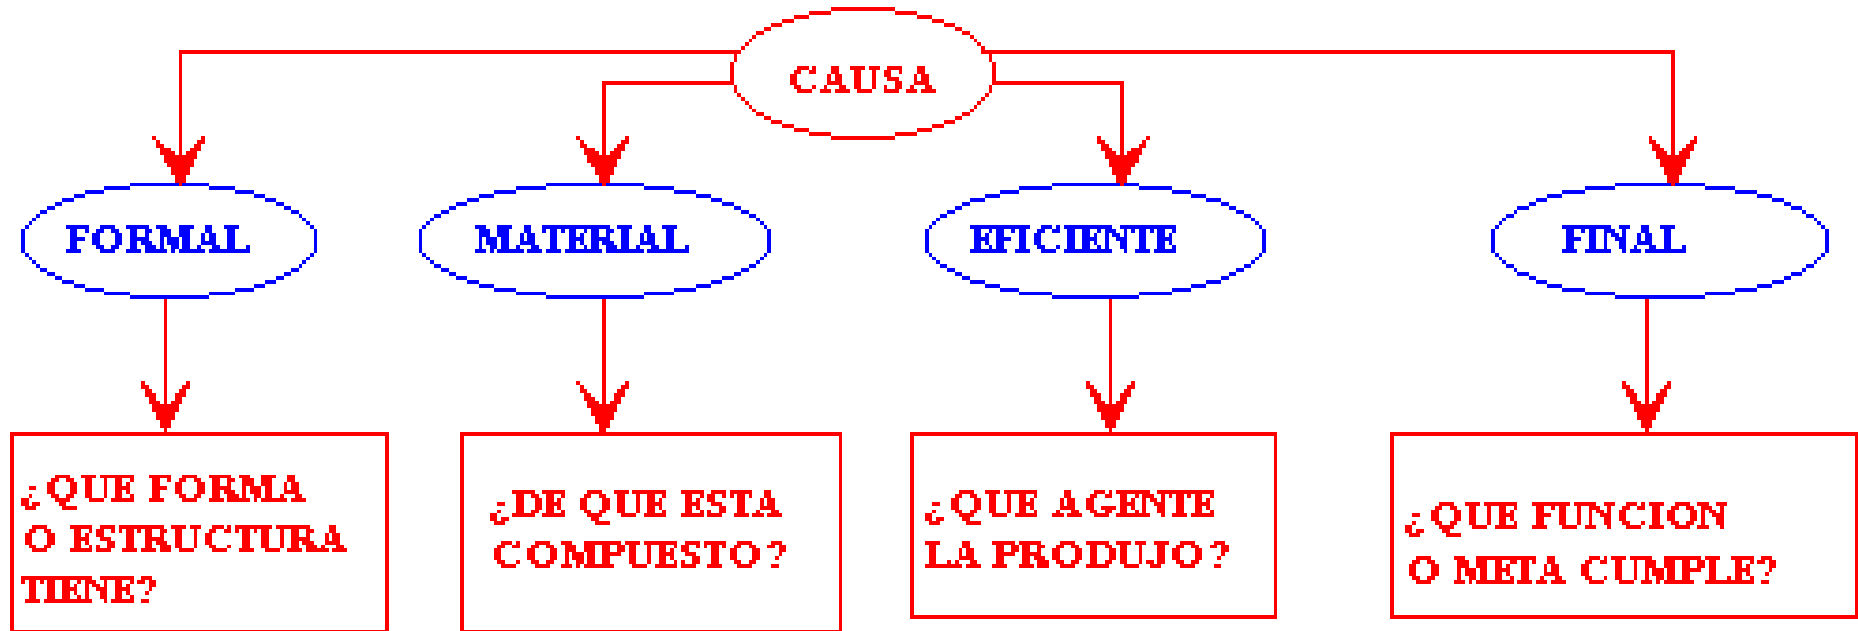 CAUSA
FORMAL
MATERIAL
EFICIENTE
FINAL
¿QUE FORMA
O ESTRUCTURA
TIENE?
¿DE QUE ESTA
COMPUESTO?
¿QUE AGENTE
LA PRODUJO?
¿QUE FUNCION
O META CUMPLE?